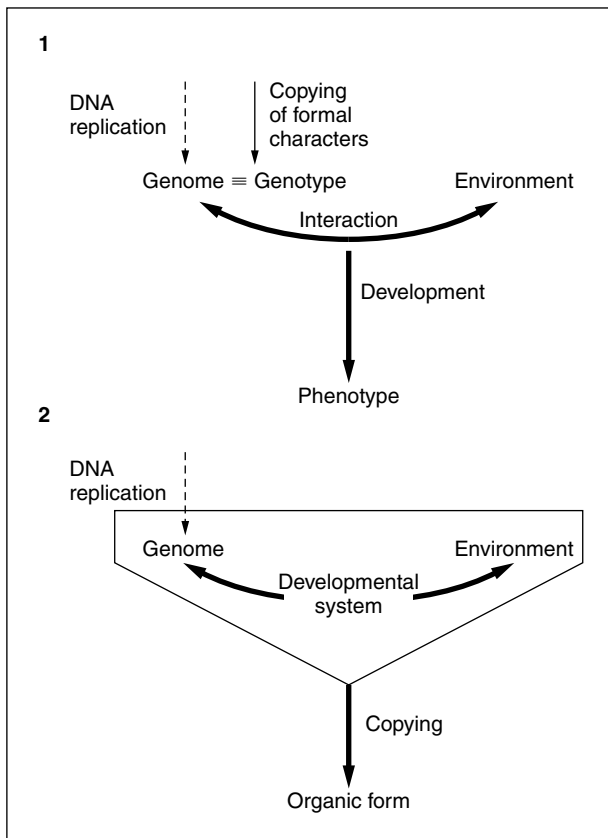 1
DNA
replication
Copying
of formal
characters
Genome ≡ Genotype
Environment
Interaction
Development
Phenotype
2
DNA
replication
Genome
Environment
Developmental
system
Copying
Organic form